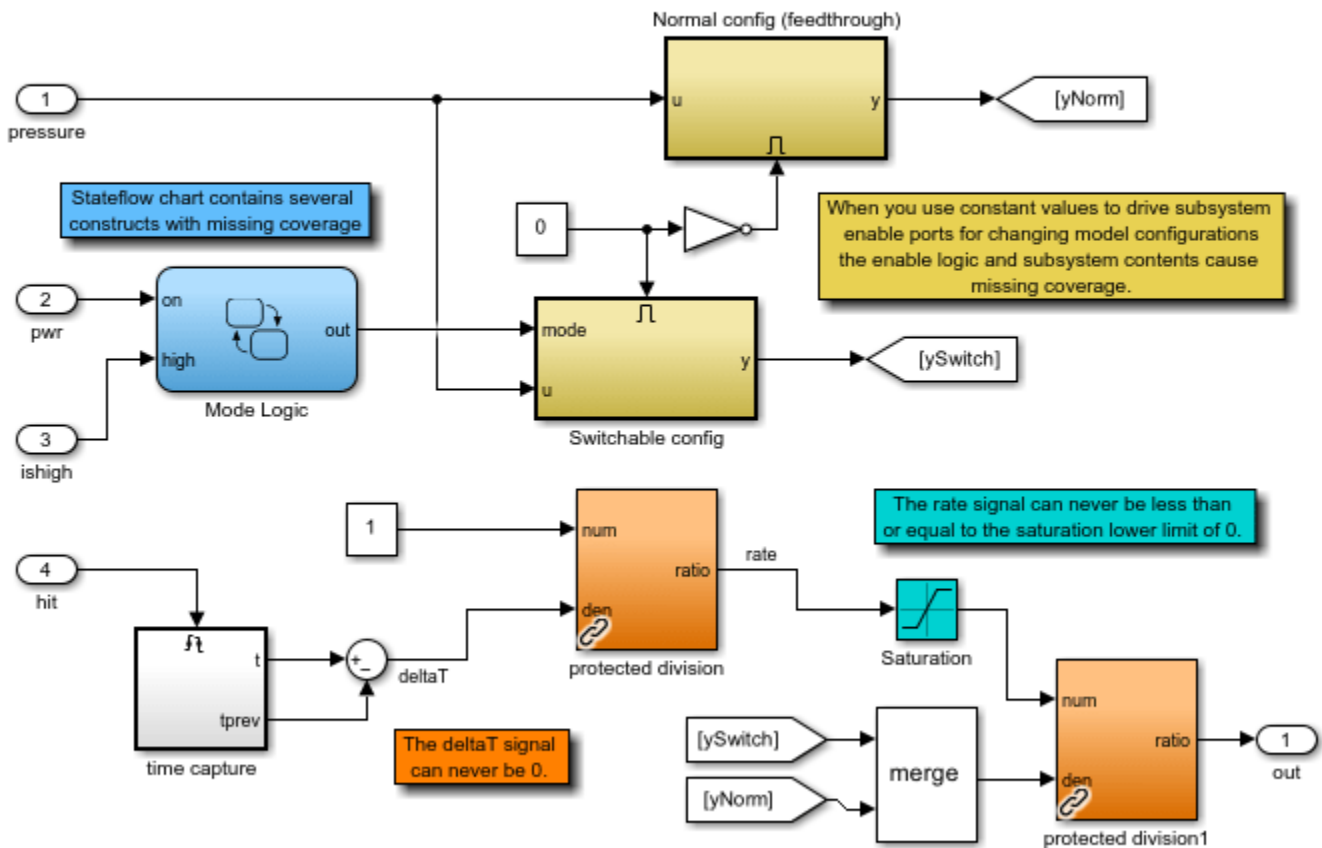 Normal config (feedthrough)
1
pressure
u
y
[yNorm]
Stateflow chart contains several
constructs with missing coverage
0
When you use constant values to drive subsystem
enable ports for changing model configurations
the enable logic and subsystem contents cause
missing coverage.
2
pwr
on
high
out
Mode Logic
mode
u
y
Switchable config
[ySwitch]
3
ishigh
1
num
den
ratio
protected division
rate
The rate signal can never be less than
or equal to the saturation lower limit of 0.
4
hit
t
tprev
time capture
+
_
deltaT
The deltaT signal
can never be 0.
Saturation
[ySwitch]
[yNorm]
merge
num
den
ratio
protected division1
1
out